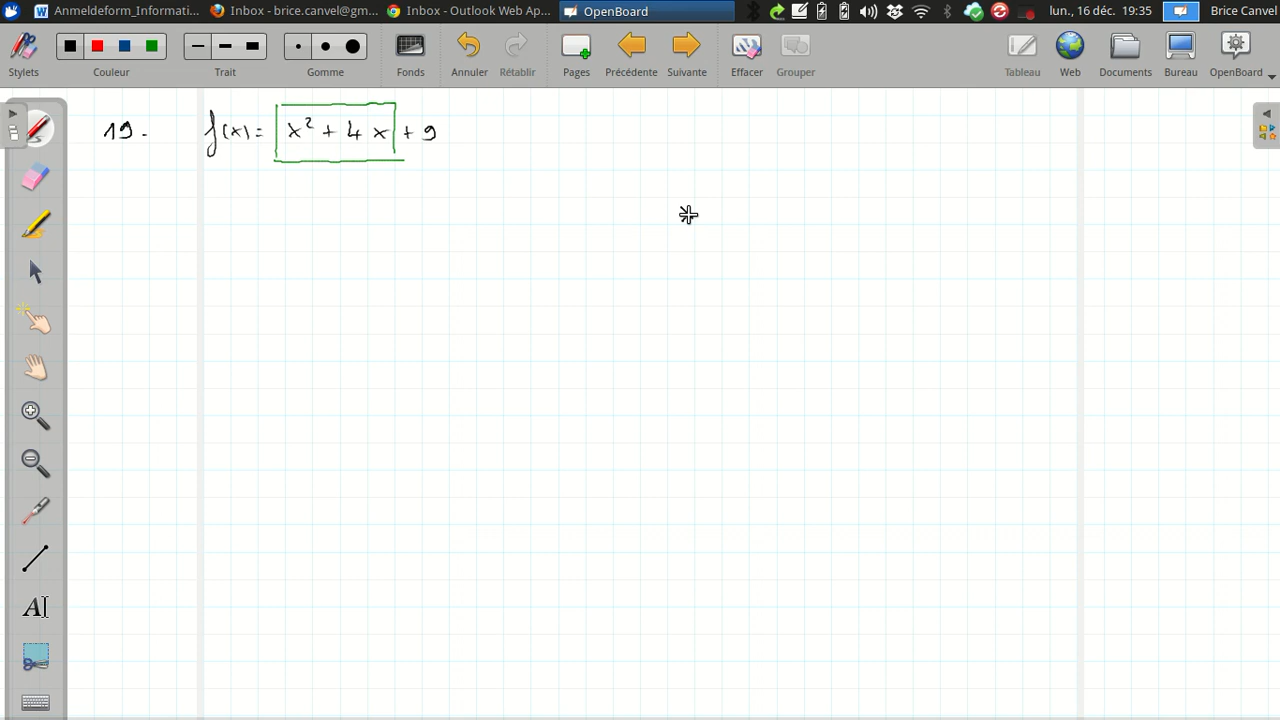 Anmeldeform_Informati... Inbox - brice.canvel@gm... Inbox - Outlook Web Ap... OpenBoard lun., 16 déc. 19:35 Brice Canvel
Stylets Couleur Trait Gomme Fonds Annuler Rétablir Pages Précédente Suivante Effacer Grouper Tableau Web Documents Bureau OpenBoard
19. f(x) = x² + 4x + 9